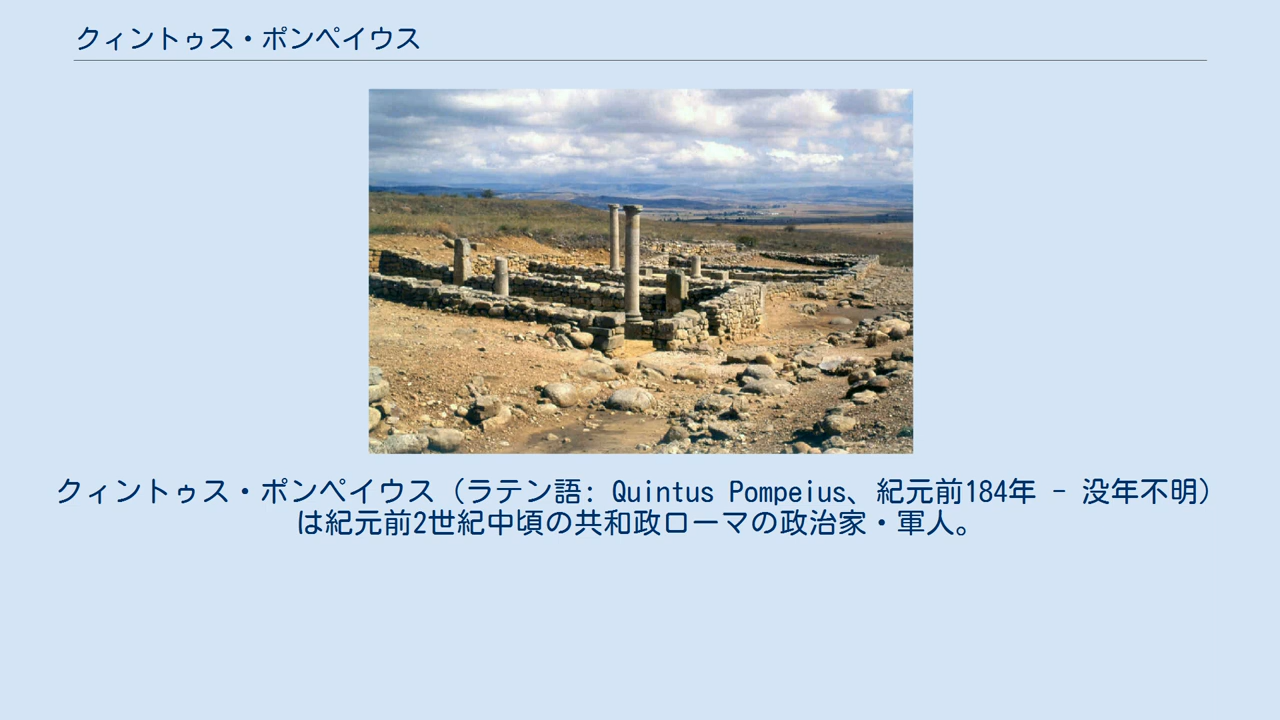 クィントゥス・ポンペイウス
クィントゥス・ポンペイウス（ラテン語: Quintus Pompeius、紀元前184年 - 没年不明）
は紀元前2世紀中頃の共和政ローマの政治家・軍人。